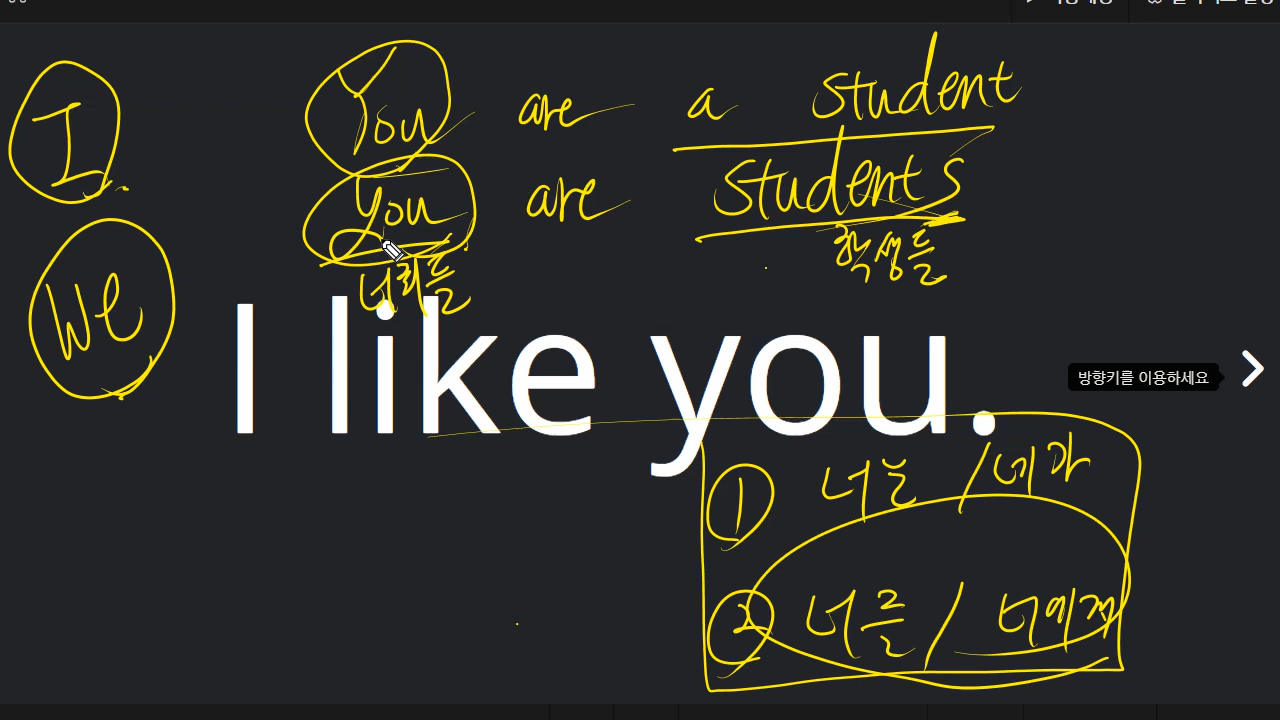 I
You are a student
you are students
너희들
학생들
We
I like you.
방향키를 이용하세요
① 너는 / 네가
② 너를 / 너에게